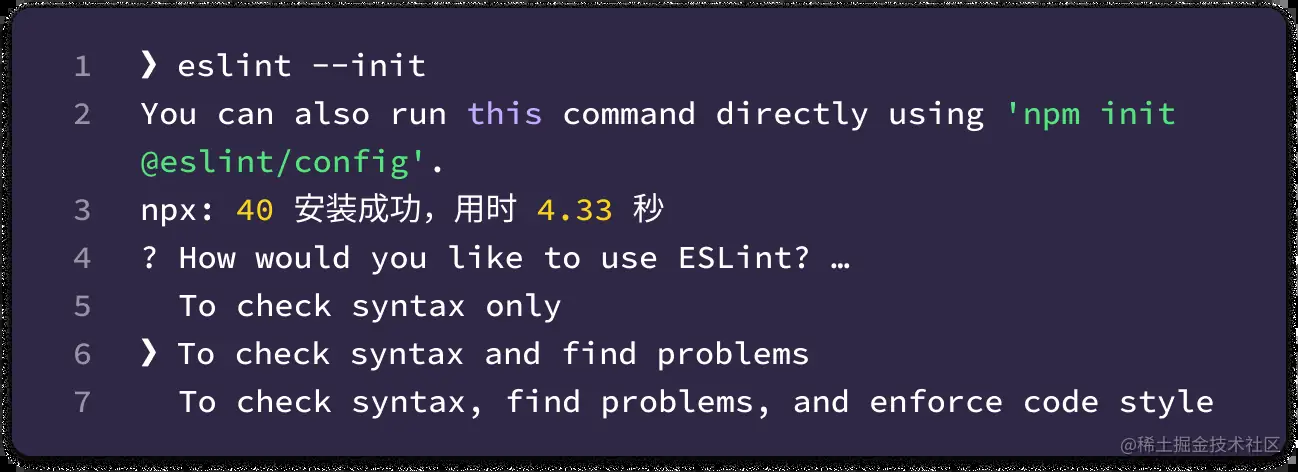 1 ❯ eslint --init
2 You can also run this command directly using 'npm init
@eslint/config'.
3 npx: 40 安装成功，用时 4.33 秒
4 ? How would you like to use ESLint? …
5 To check syntax only
6 ❯ To check syntax and find problems
7 To check syntax, find problems, and enforce code style
@稀土掘金技术社区